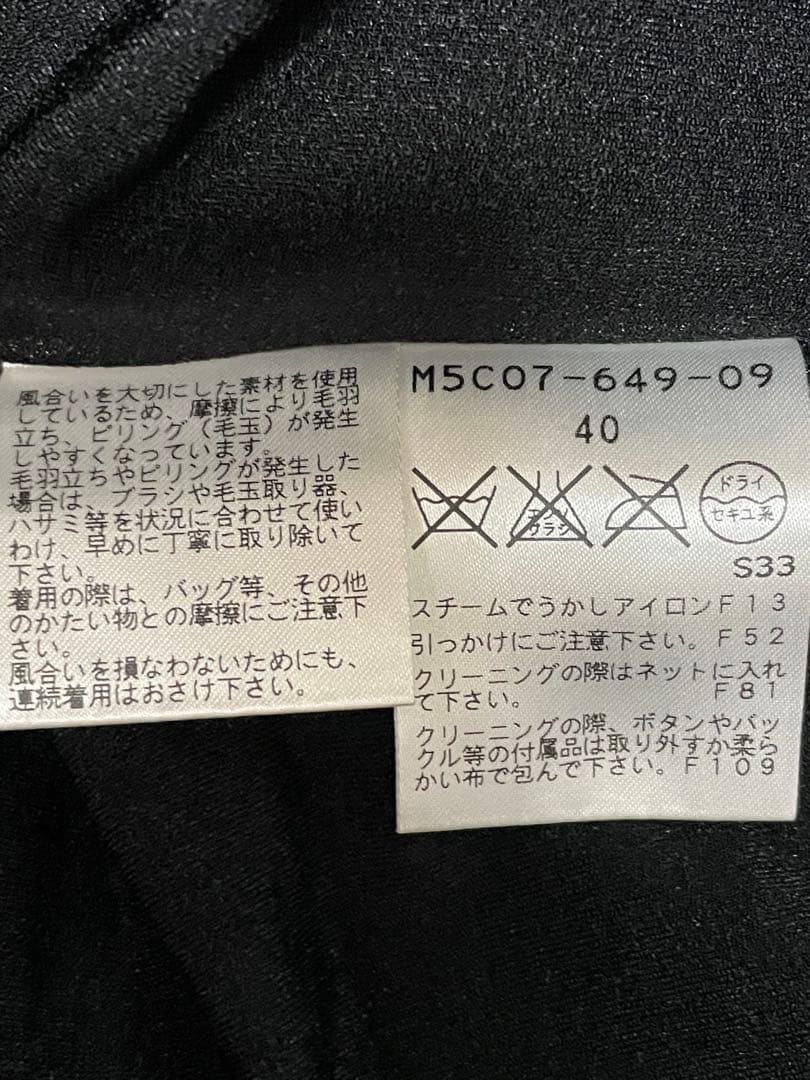 風合いを大切にした素材を使用
しているため、摩擦により毛羽
立ち、ピリング（毛玉）が発生
しやすくなっています。
毛羽立ちやピリングが発生した
場合は、ブラシや毛玉取り器、
ハサミ等を状況に合わせて使い
わけ、早めに丁寧に取り除いて
下さい。
着用の際は、バッグ等、その他
のかたい物との摩擦にご注意下
さい。
風合いを損なわないためにも、
連続着用はおさけ下さい。
M5C07-649-09
40
エンソ
サラシ
ドライ
セキユ系
S33
スチームでうかしアイロンF13
引っかけにご注意下さい。F52
クリーニングの際はネットに入れ
て下さい。F81
クリーニングの際、ボタンやバッ
クル等の付属品は取り外すか柔ら
かい布で包んで下さい。F109